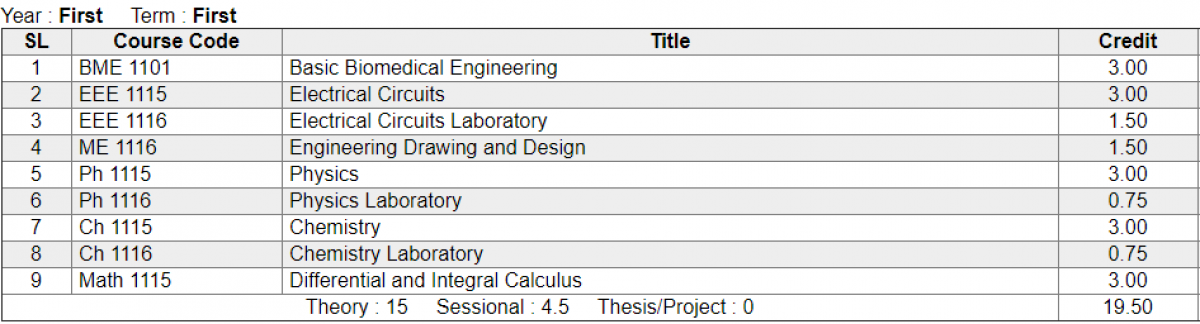 Year : First Term : First
SL Course Code Title Credit
1 BME 1101 Basic Biomedical Engineering 3.00
2 EEE 1115 Electrical Circuits 3.00
3 EEE 1116 Electrical Circuits Laboratory 1.50
4 ME 1116 Engineering Drawing and Design 1.50
5 Ph 1115 Physics 3.00
6 Ph 1116 Physics Laboratory 0.75
7 Ch 1115 Chemistry 3.00
8 Ch 1116 Chemistry Laboratory 0.75
9 Math 1115 Differential and Integral Calculus 3.00
Theory : 15 Sessional : 4.5 Thesis/Project : 0 19.50